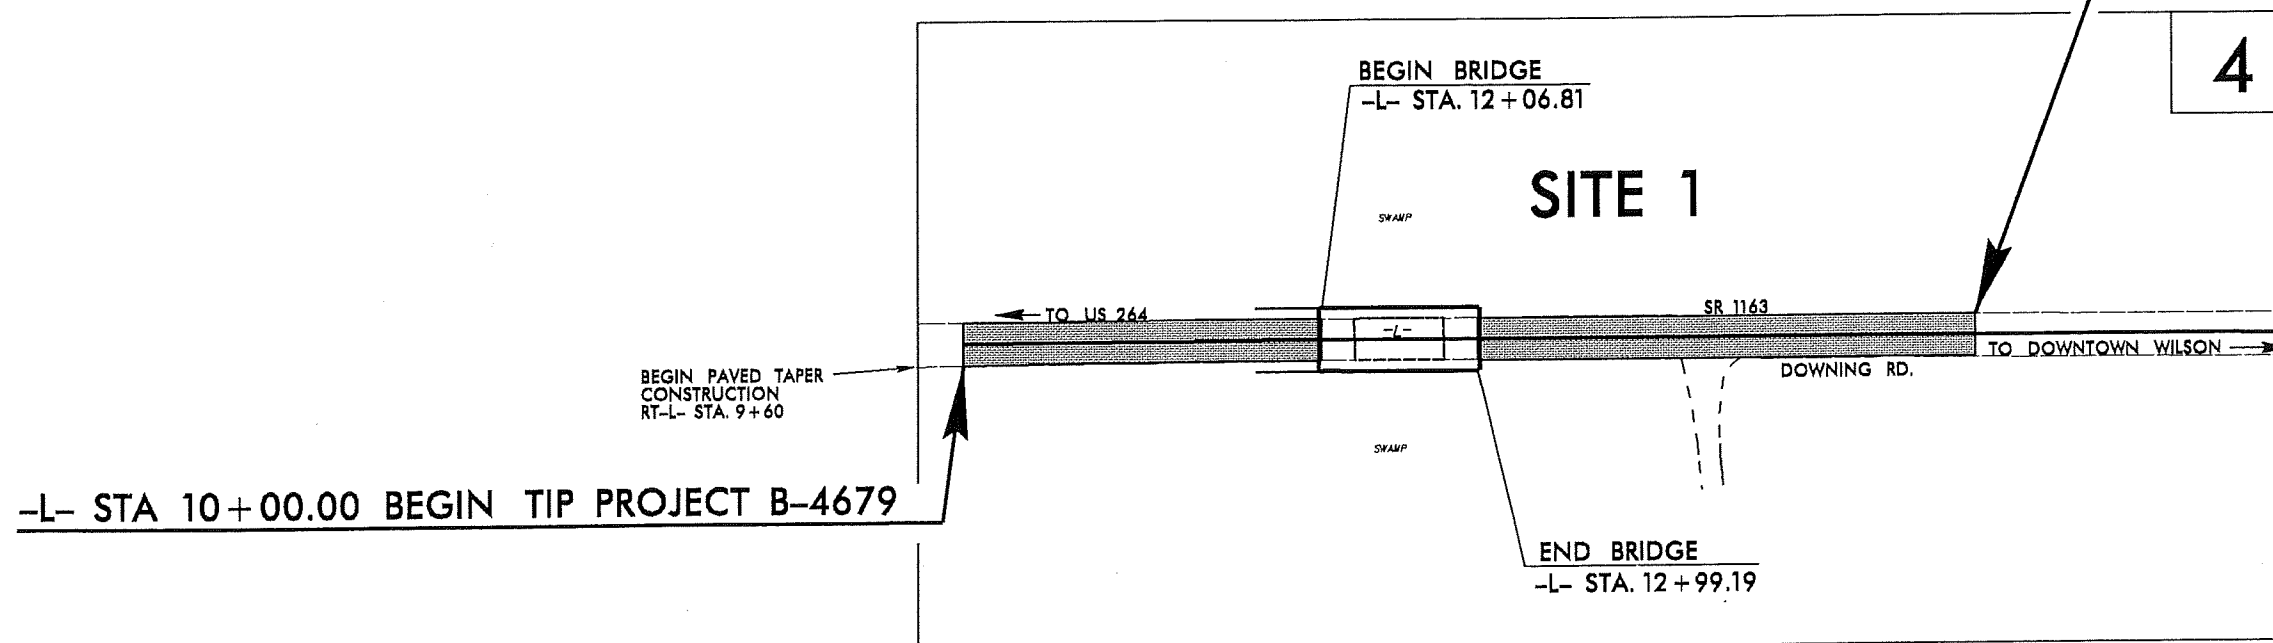 4
BEGIN BRIDGE
-L- STA. 12+06.81
SITE 1
SWAMP
SR 1163
TO US 264
-L-
TO DOWNTOWN WILSON
DOWNING RD.
BEGIN PAVED TAPER
CONSTRUCTION
RT-L- STA. 9+60
SWAMP
-L- STA 10+00.00 BEGIN TIP PROJECT B-4679
END BRIDGE
-L- STA. 12+99.19